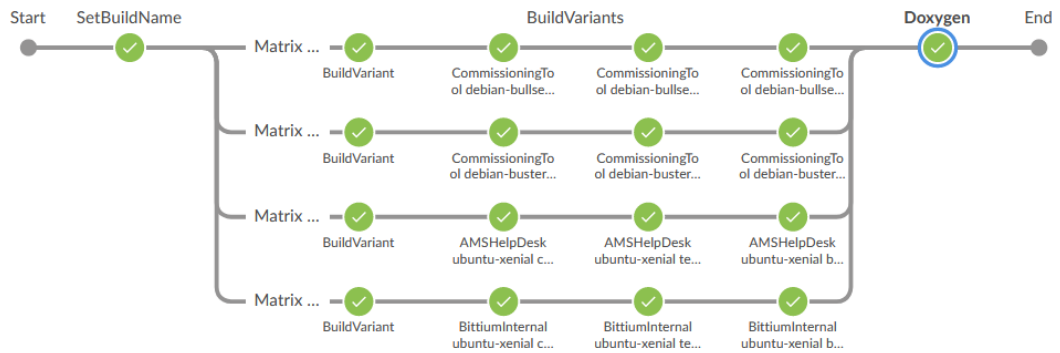 Start SetBuildName BuildVariants Doxygen End
Matrix ...
BuildVariant
CommissioningTo
ol debian-bullse...
CommissioningTo
ol debian-bullse...
CommissioningTo
ol debian-bullse...
Matrix ...
BuildVariant
CommissioningTo
ol debian-buster...
CommissioningTo
ol debian-buster...
CommissioningTo
ol debian-buster...
Matrix ...
BuildVariant
AMSHelpDesk
ubuntu-xenial c...
AMSHelpDesk
ubuntu-xenial te...
AMSHelpDesk
ubuntu-xenial b...
Matrix ...
BuildVariant
BittiumInternal
ubuntu-xenial c...
BittiumInternal
ubuntu-xenial te...
BittiumInternal
ubuntu-xenial b...